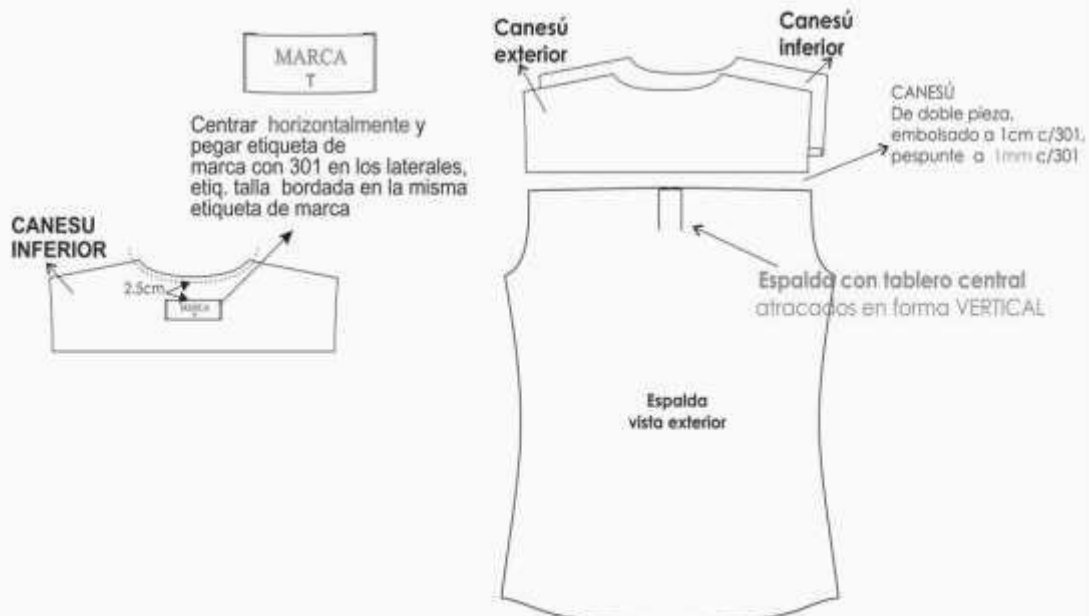 MARCA
T
Centrar horizontalmente y
pegar etiqueta de
marca con 301 en los laterales,
etiq. talla bordada en la misma
etiqueta de marca
CANESU
INFERIOR
2.5cm
MARCA
T
Canesú
exterior
Canesú
inferior
CANESÚ
De doble pieza,
embolsado a 1cm c/301,
pespunte a 1mm c/301
Espalda con tablero central
atracados en forma VERTICAL
Espalda
vista exterior